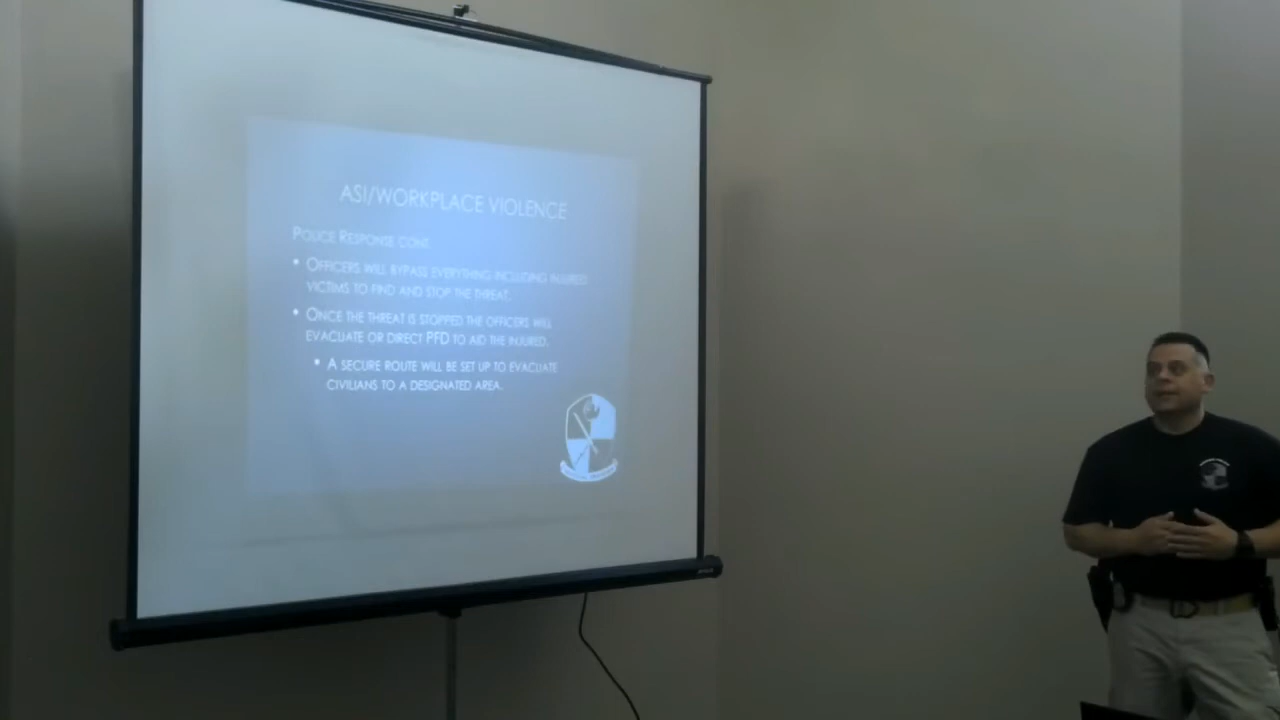 ASI/WORKPLACE VIOLENCE
POLICE RESPONSE CONT.
• OFFICERS WILL BYPASS EVERYTHING INCLUDING INJURED
VICTIMS TO FIND AND STOP THE THREAT.
• ONCE THE THREAT IS STOPPED THE OFFICERS WILL
EVACUATE OR DIRECT PFD TO AID THE INJURED.
• A SECURE ROUTE WILL BE SET UP TO EVACUATE
CIVILIANS TO A DESIGNATED AREA.